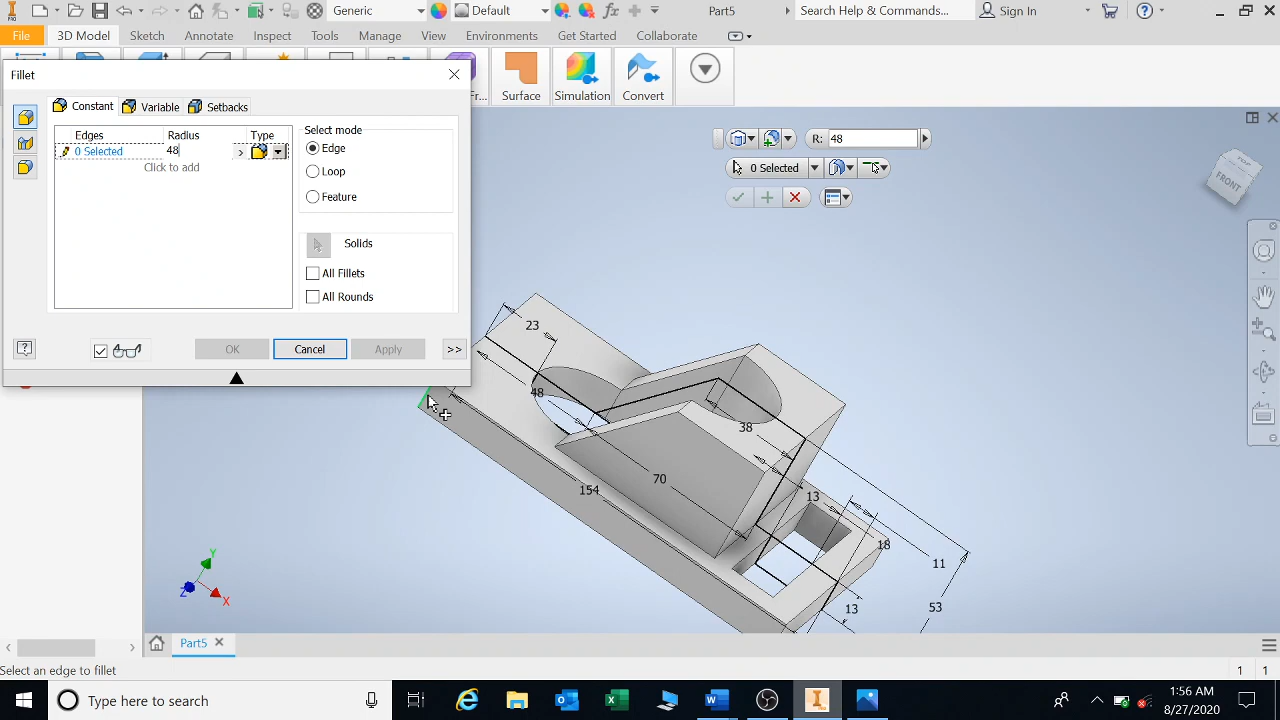 PRO
Generic
Default
Part5
Search Help & Commands...
Sign In
File
3D Model
Sketch
Annotate
Inspect
Tools
Manage
View
Environments
Get Started
Collaborate
Fr...
Surface
Simulation
Convert
Fillet
Constant
Variable
Setbacks
Edges
Radius
Type
0 Selected
48
Click to add
Select mode
Edge
Loop
Feature
Solids
All Fillets
All Rounds
OK
Cancel
Apply
>>
R: 48
0 Selected
TOP
FRONT
23
48
38
70
154
13
18
11
13
53
Y
Z
X
Part5
Select an edge to fillet
1
1
Type here to search
1:56 AM
8/27/2020